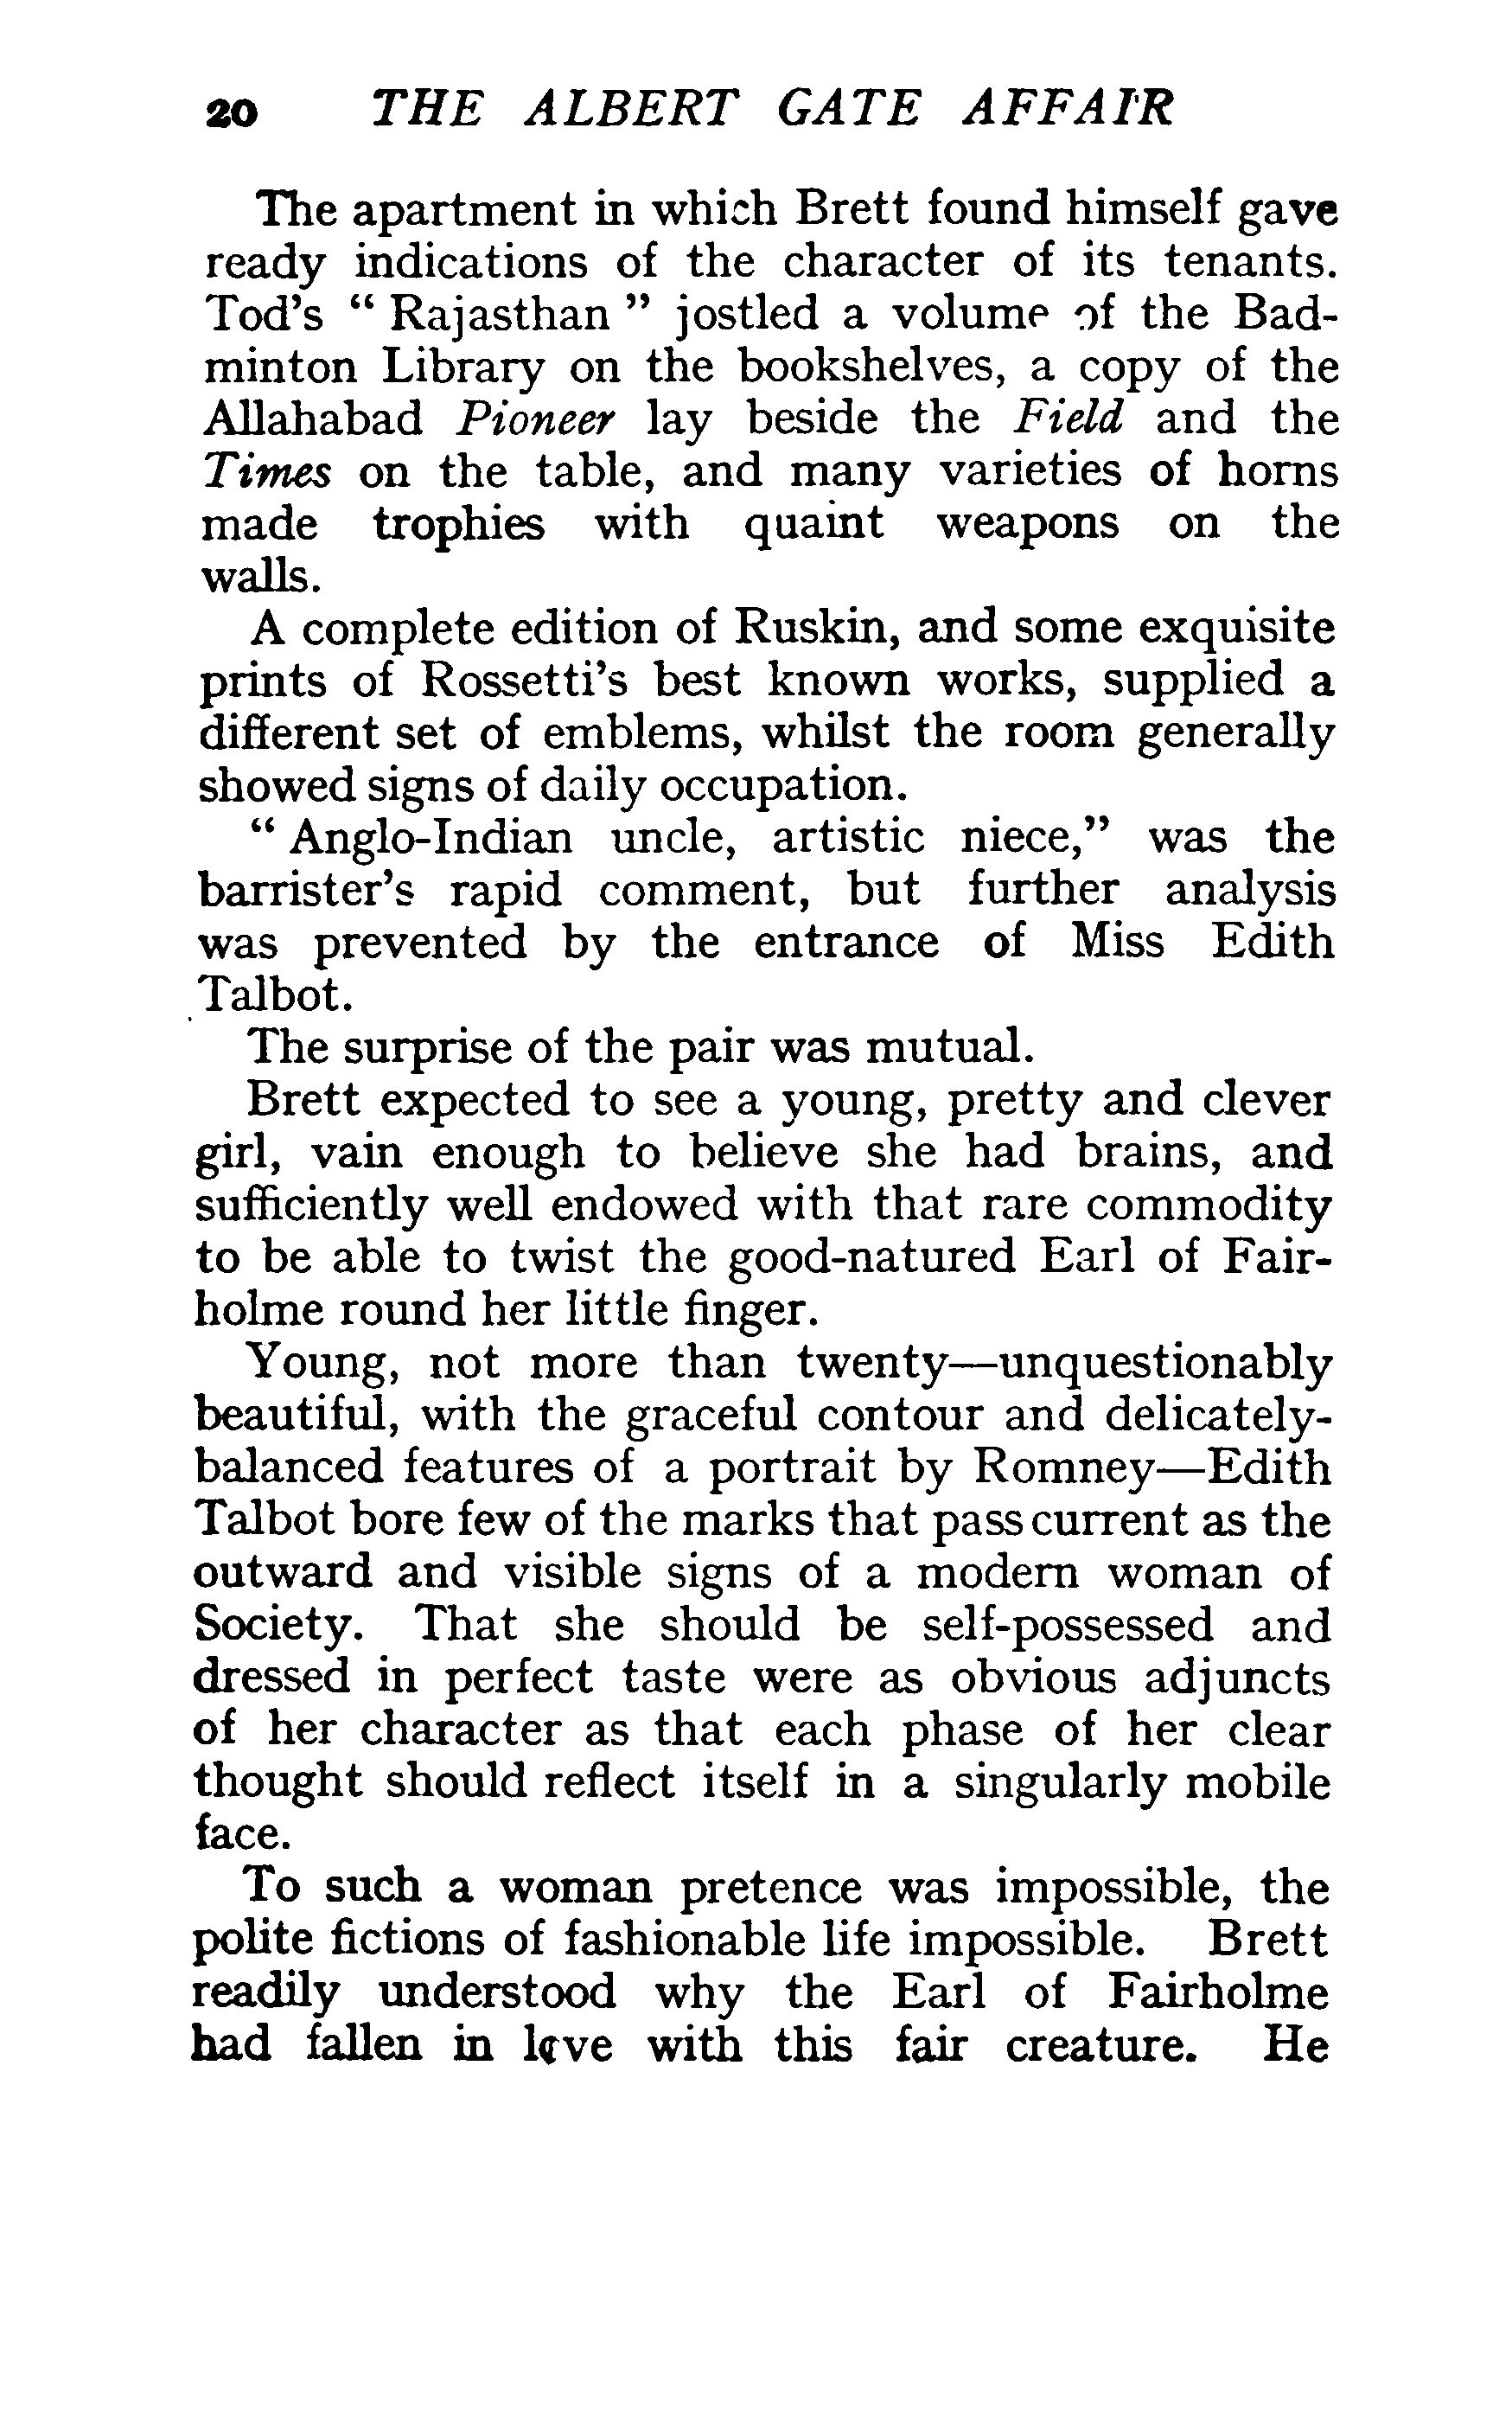 20 THE ALBERT GATE AFFAIR
The apartment in which Brett found himself gave
ready indications of the character of its tenants.
Tod's “ Rajasthan ” jostled a volume of the Bad-
minton Library on the bookshelves, a copy of the
Allahabad Pioneer lay beside the Field and the
Times on the table, and many varieties of horns
made trophies with quaint weapons on the
walls.
A complete edition of Ruskin, and some exquisite
prints of Rossetti's best known works, supplied a
different set of emblems, whilst the room generally
showed signs of daily occupation.
“ Anglo-Indian uncle, artistic niece,” was the
barrister's rapid comment, but further analysis
was prevented by the entrance of Miss Edith
Talbot.
The surprise of the pair was mutual.
Brett expected to see a young, pretty and clever
girl, vain enough to believe she had brains, and
sufficiently well endowed with that rare commodity
to be able to twist the good-natured Earl of Fair-
holme round her little finger.
Young, not more than twenty—unquestionably
beautiful, with the graceful contour and delicately-
balanced features of a portrait by Romney—Edith
Talbot bore few of the marks that pass current as the
outward and visible signs of a modern woman of
Society. That she should be self-possessed and
dressed in perfect taste were as obvious adjuncts
of her character as that each phase of her clear
thought should reflect itself in a singularly mobile
face.
To such a woman pretence was impossible, the
polite fictions of fashionable life impossible. Brett
readily understood why the Earl of Fairholme
had fallen in love with this fair creature. He